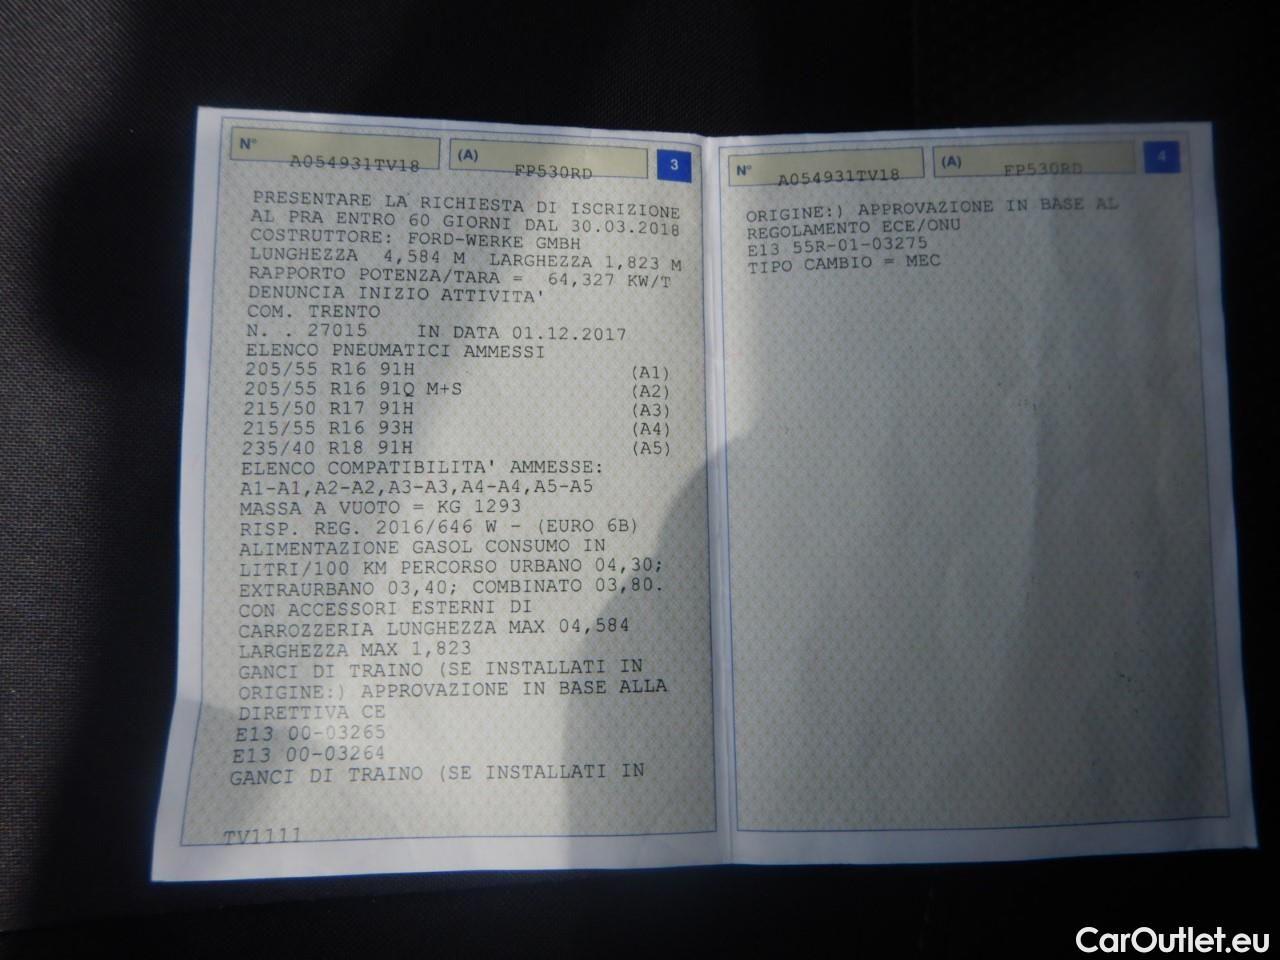 N° A054931TV18 (A) FP530RD 3
PRESENTARE LA RICHIESTA DI ISCRIZIONE
AL PRA ENTRO 60 GIORNI DAL 30.03.2018
COSTRUTTORE: FORD-WERKE GMBH
LUNGHEZZA 4,584 M LARGHEZZA 1,823 M
RAPPORTO POTENZA/TARA = 64,327 KW/T
DENUNCIA INIZIO ATTIVITA'
COM. TRENTO
N. . 27015 IN DATA 01.12.2017
ELENCO PNEUMATICI AMMESSI
205/55 R16 91H (A1)
205/55 R16 91Q M+S (A2)
215/50 R17 91H (A3)
215/55 R16 93H (A4)
235/40 R18 91H (A5)
ELENCO COMPATIBILITA' AMMESSE:
A1-A1,A2-A2,A3-A3,A4-A4,A5-A5
MASSA A VUOTO = KG 1293
RISP. REG. 2016/646 W - (EURO 6B)
ALIMENTAZIONE GASOL CONSUMO IN
LITRI/100 KM PERCORSO URBANO 04,30;
EXTRAURBANO 03,40; COMBINATO 03,80.
CON ACCESSORI ESTERNI DI
CARROZZERIA LUNGHEZZA MAX 04,584
LARGHEZZA MAX 1,823
GANCI DI TRAINO (SE INSTALLATI IN
ORIGINE:) APPROVAZIONE IN BASE ALLA
DIRETTIVA CE
E13 00-03265
E13 00-03264
GANCI DI TRAINO (SE INSTALLATI IN
TV1111
N° A054931TV18 (A) FP530RD 4
ORIGINE:) APPROVAZIONE IN BASE AL
REGOLAMENTO ECE/ONU
E13 55R-01-03275
TIPO CAMBIO = MEC
CarOutlet.eu